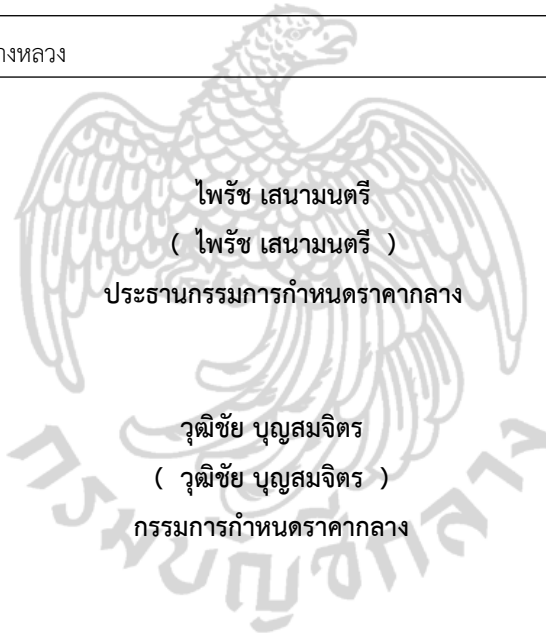 างหลวง
ไพรัช เสนามนตรี
( ไพรัช เสนามนตรี )
ประธานกรรมการกำหนดราคากลาง
วุฒิชัย บุญสมจิตร
( วุฒิชัย บุญสมจิตร )
กรรมการกำหนดราคากลาง
กรมบัญชีกลาง